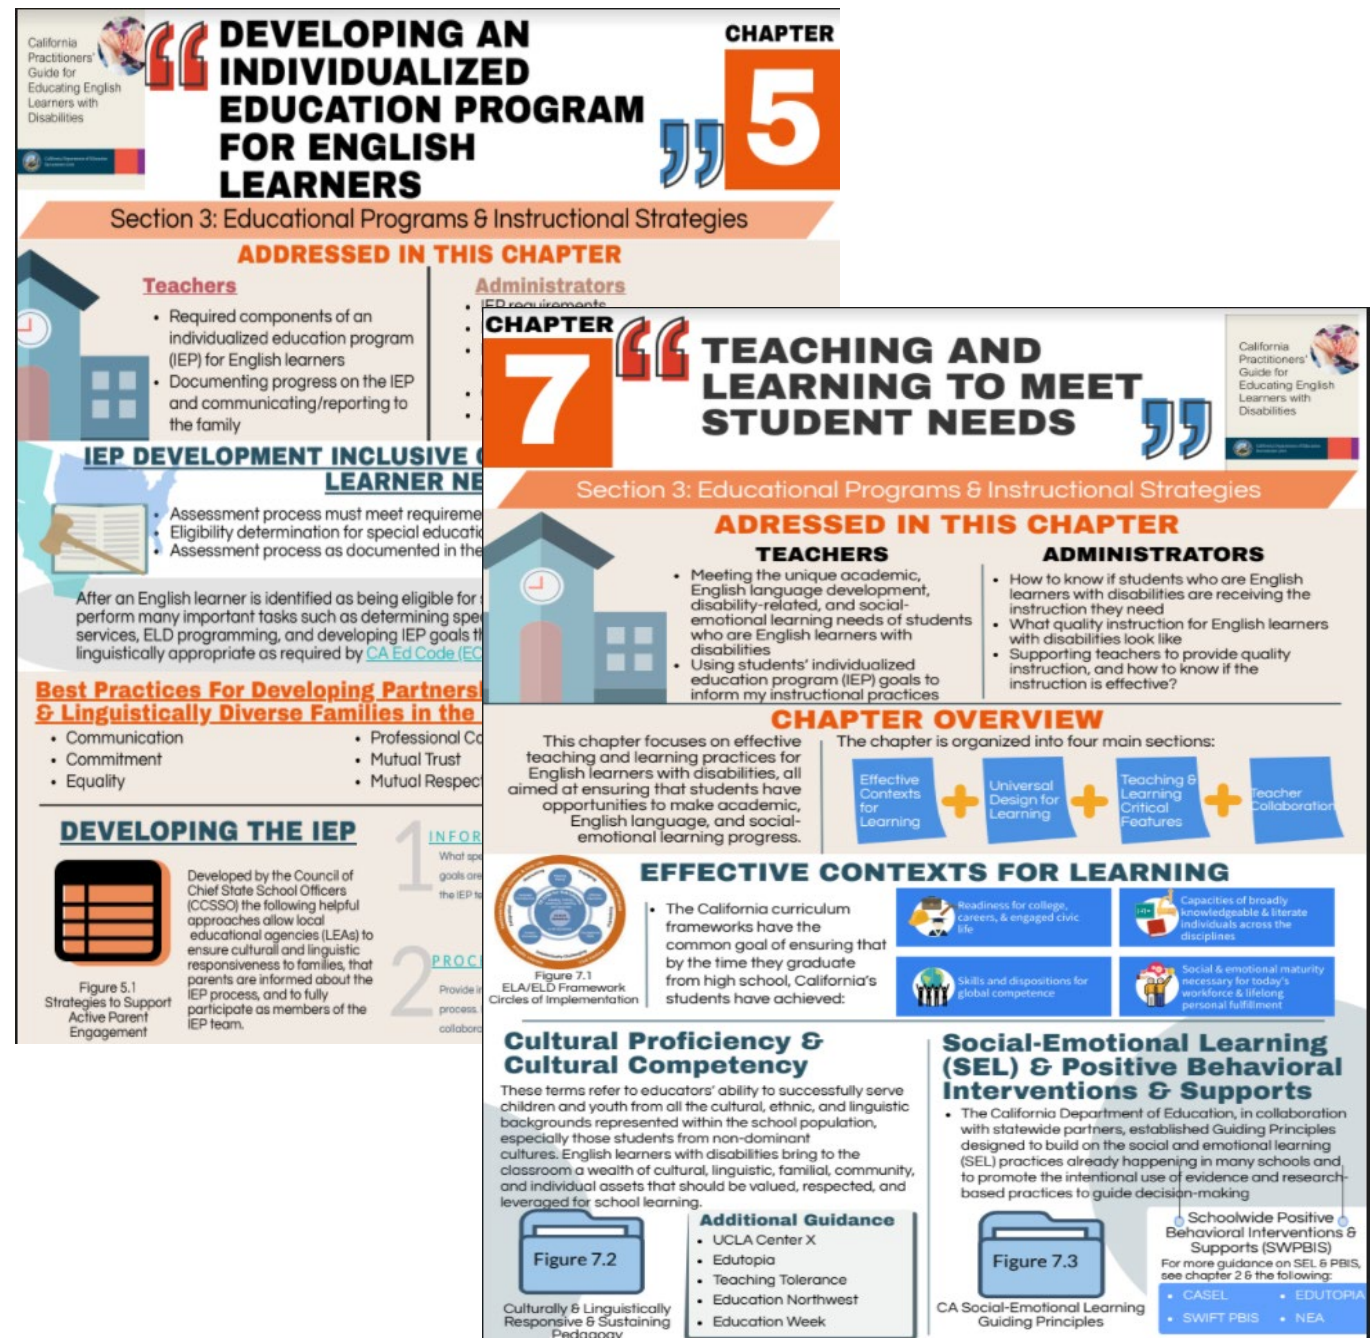 California
Practitioners'
Guide for
Educating English
Learners with
Disabilities
DEVELOPING AN
INDIVIDUALIZED
EDUCATION PROGRAM
FOR ENGLISH
LEARNERS
CHAPTER
5
Section 3: Educational Programs & Instructional Strategies
ADDRESSED IN THIS CHAPTER
Teachers
• Required components of an
individualized education program
(IEP) for English learners
• Documenting progress on the IEP
and communicating/reporting to
the family
Administrators
• IEP requirements
IEP DEVELOPMENT INCLUSIVE
LEARNER
• Assessment process must meet
• Eligibility determination for special
• Assessment process as documented in the
After an English learner is identified as being eligible for
perform many important tasks such as determining
services, ELD programming, and developing IEP goals
linguistically appropriate as required by CA Ed Code
Best Practices For Developing
& Linguistically Diverse Families in the
• Communication
• Commitment
• Equality
• Professional
• Mutual Trust
• Mutual Respect
DEVELOPING THE IEP
Figure 5.1
Strategies to Support
Active Parent
Engagement
Developed by the Council of
Chief State School Officers
(CCSSO) the following helpful
approaches allow local
educational agencies (LEAs) to
ensure culturall and linguistic
responsiveness to families, that
parents are informed about the
IEP process, and to fully
participate as members of the
IEP team.
1
What
goals are
the IEP
2
Provide
process.
CHAPTER
7
TEACHING AND
LEARNING TO MEET
STUDENT NEEDS
California
Practitioners'
Guide for
Educating English
Learners with
Disabilities
Section 3: Educational Programs & Instructional Strategies
ADRESSED IN THIS CHAPTER
TEACHERS
• Meeting the unique academic,
English language development,
disability-related, and social-
emotional learning needs of students
who are English learners with
disabilities
• Using students' individualized
education program (IEP) goals to
inform my instructional practices
ADMINISTRATORS
• How to know if students who are English
learners with disabilities are receiving the
instruction they need
• What quality instruction for English learners
with disabilities look like
• Supporting teachers to provide quality
instruction, and how to know if the
instruction is effective?
CHAPTER OVERVIEW
This chapter focuses on effective
teaching and learning practices for
English learners with disabilities, all
aimed at ensuring that students have
opportunities to make academic,
English language, and social-
emotional learning progress.
The chapter is organized into four main sections:
Effective
Contexts
for
Learning
Universal
Design for
Learning
Teaching &
Learning
Critical
Features
Teacher
Collaboration
EFFECTIVE CONTEXTS FOR LEARNING
Figure 7.1
ELA/ELD Framework
Circles of Implementation
• The California curriculum
frameworks have the
common goal of ensuring that
by the time they graduate
from high school, California's
students have achieved:
Readiness for college,
careers, & engaged civic
life
Capacities of broadly
knowledgeable & literate
individuals across the
disciplines
Skills and dispositions for
global competence
Social & emotional maturity
necessary for today's
workforce & lifelong
personal fulfillment
Cultural Proficiency &
Cultural Competency
These terms refer to educators' ability to successfully serve
children and youth from all the cultural, ethnic, and linguistic
backgrounds represented within the school population,
especially those students from non-dominant
cultures. English learners with disabilities bring to the
classroom a wealth of cultural, linguistic, familial, community,
and individual assets that should be valued, respected, and
leveraged for school learning.
Figure 7.2
Culturally & Linguistically
Responsive & Sustaining
Pedagogy
Additional Guidance
• UCLA Center X
• Edutopia
• Teaching Tolerance
• Education Northwest
• Education Week
Social-Emotional Learning
(SEL) & Positive Behavioral
Interventions & Supports
• The California Department of Education, in collaboration
with statewide partners, established Guiding Principles
designed to build on the social and emotional learning
(SEL) practices already happening in many schools and
to promote the intentional use of evidence and research-
based practices to guide decision-making
Figure 7.3
CA Social-Emotional Learning
Guiding Principles
Schoolwide Positive
Behavioral Interventions &
Supports (SWPBIS)
For more guidance on SEL & PBIS,
see chapter 2 & the following:
• CASEL
• EDUTOPIA
• SWIFT PBIS
• NEA